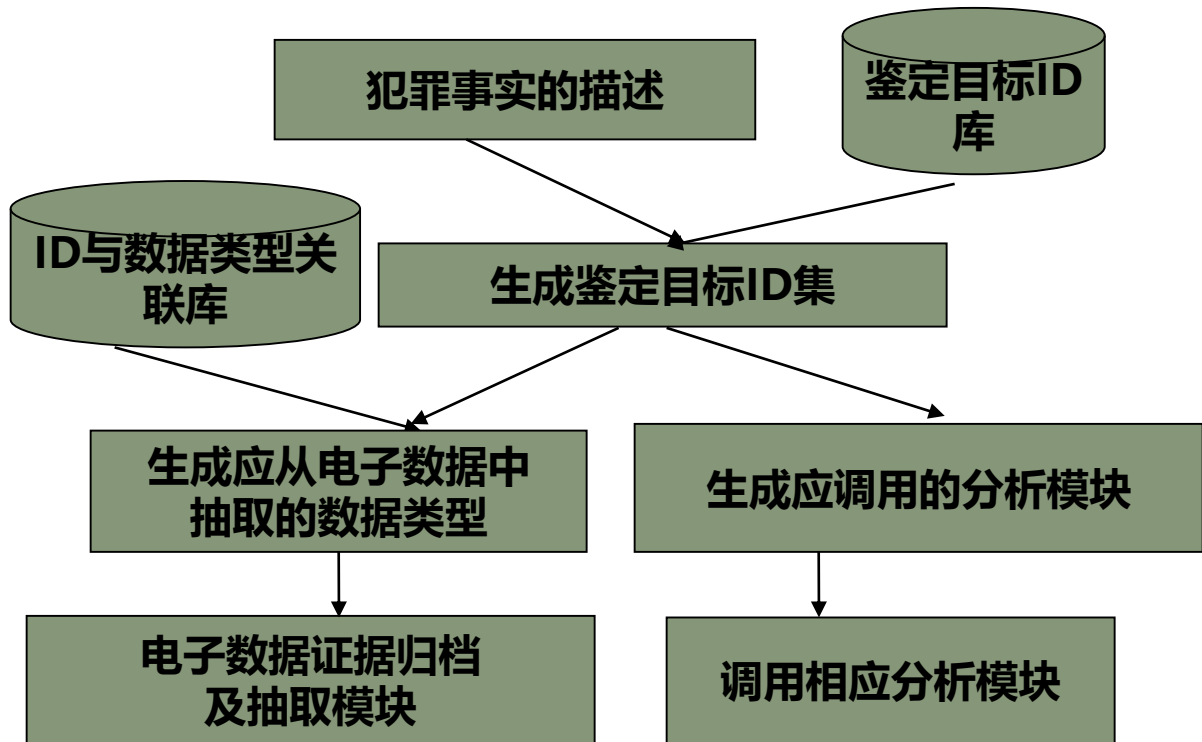 犯罪事实的描述
鉴定目标ID
库
ID与数据类型关
联库
生成鉴定目标ID集
生成应从电子数据中
抽取的数据类型
生成应调用的分析模块
电子数据证据归档
及抽取模块
调用相应分析模块